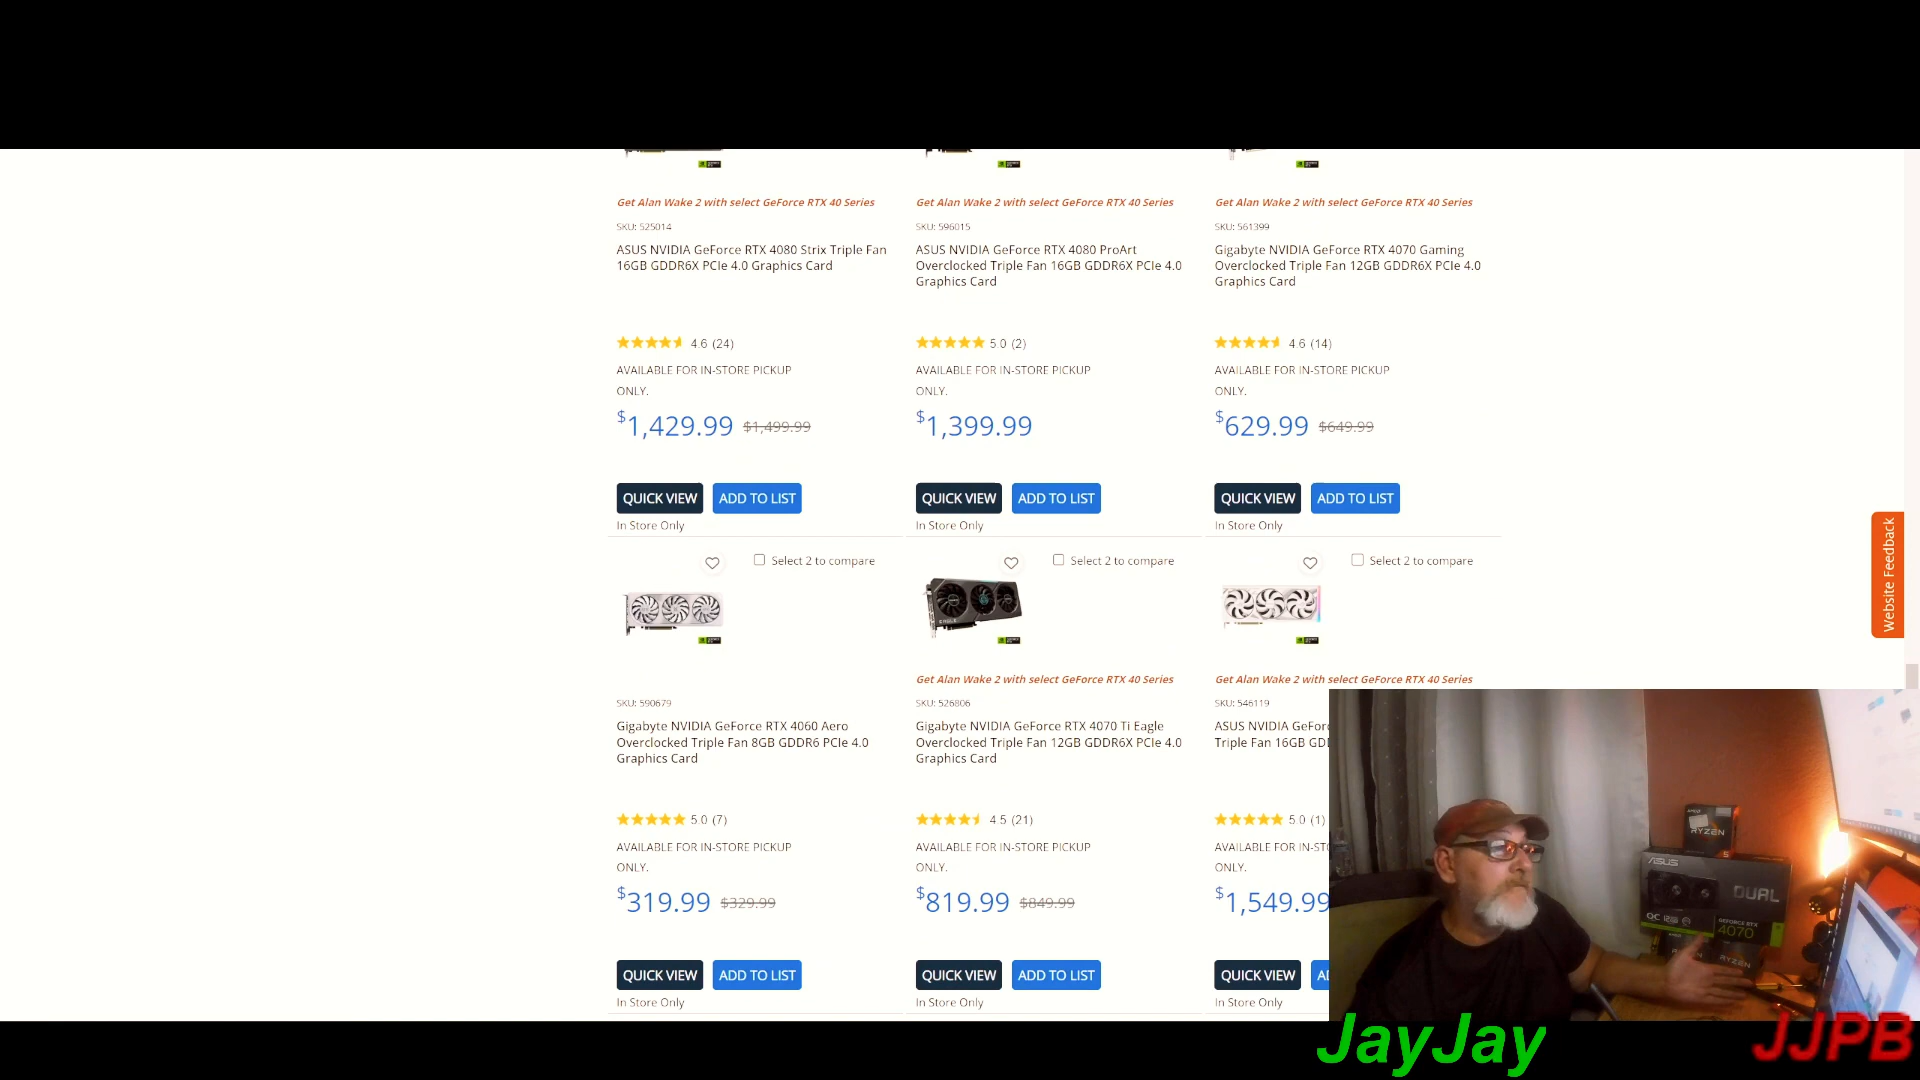 Get Alan Wake 2 with select GeForce RTX 40 Series
SKU: 525014
ASUS NVIDIA GeForce RTX 4080 Strix Triple Fan
16GB GDDR6X PCIe 4.0 Graphics Card
4.6 (24)
AVAILABLE FOR IN-STORE PICKUP
ONLY.
$1,429.99 $1,499.99
QUICK VIEW ADD TO LIST
In Store Only
Get Alan Wake 2 with select GeForce RTX 40 Series
SKU: 596015
ASUS NVIDIA GeForce RTX 4080 ProArt
Overclocked Triple Fan 16GB GDDR6X PCIe 4.0
Graphics Card
5.0 (2)
AVAILABLE FOR IN-STORE PICKUP
ONLY.
$1,399.99
QUICK VIEW ADD TO LIST
In Store Only
Get Alan Wake 2 with select GeForce RTX 40 Series
SKU: 561399
Gigabyte NVIDIA GeForce RTX 4070 Gaming
Overclocked Triple Fan 12GB GDDR6X PCIe 4.0
Graphics Card
4.6 (14)
AVAILABLE FOR IN-STORE PICKUP
ONLY.
$629.99 $649.99
QUICK VIEW ADD TO LIST
In Store Only
Select 2 to compare
SKU: 590679
Gigabyte NVIDIA GeForce RTX 4060 Aero
Overclocked Triple Fan 8GB GDDR6 PCIe 4.0
Graphics Card
5.0 (7)
AVAILABLE FOR IN-STORE PICKUP
ONLY.
$319.99 $329.99
QUICK VIEW ADD TO LIST
In Store Only
Select 2 to compare
Get Alan Wake 2 with select GeForce RTX 40 Series
SKU: 526806
Gigabyte NVIDIA GeForce RTX 4070 Ti Eagle
Overclocked Triple Fan 12GB GDDR6X PCIe 4.0
Graphics Card
4.5 (21)
AVAILABLE FOR IN-STORE PICKUP
ONLY.
$819.99 $849.99
QUICK VIEW ADD TO LIST
In Store Only
Select 2 to compare
Get Alan Wake 2 with select GeForce RTX 40 Series
SKU: 546119
ASUS NVIDIA GeFor
Triple Fan 16GB GD
5.0 (1)
AVAILABLE FOR IN-STO
ONLY.
$1,549.99
QUICK VIEW AD
In Store Only
Website Feedback
RYZEN
5
ASUS
DUAL
OC 12GB
GEFORCE RTX
4070
RYZEN
JayJay
JJPB